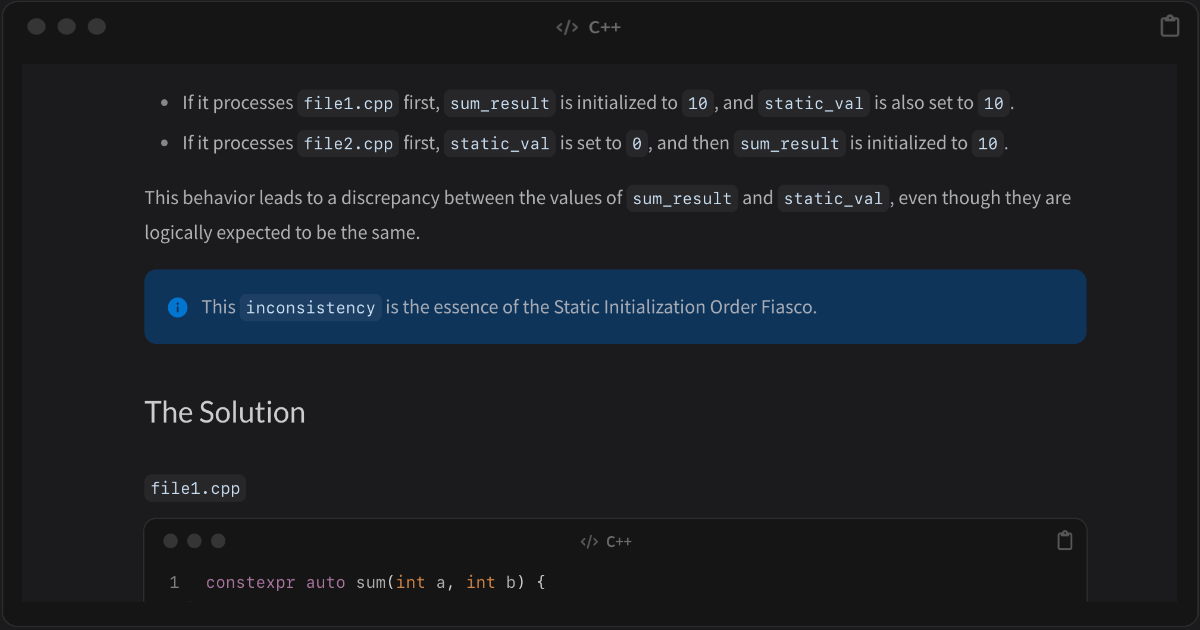 </> C++
• If it processes file1.cpp first, sum_result is initialized to 10, and static_val is also set to 10.
• If it processes file2.cpp first, static_val is set to 0, and then sum_result is initialized to 10.
This behavior leads to a discrepancy between the values of sum_result and static_val, even though they are
logically expected to be the same.
This inconsistency is the essence of the Static Initialization Order Fiasco.
The Solution
file1.cpp
</> C++
1 constexpr auto sum(int a, int b) {